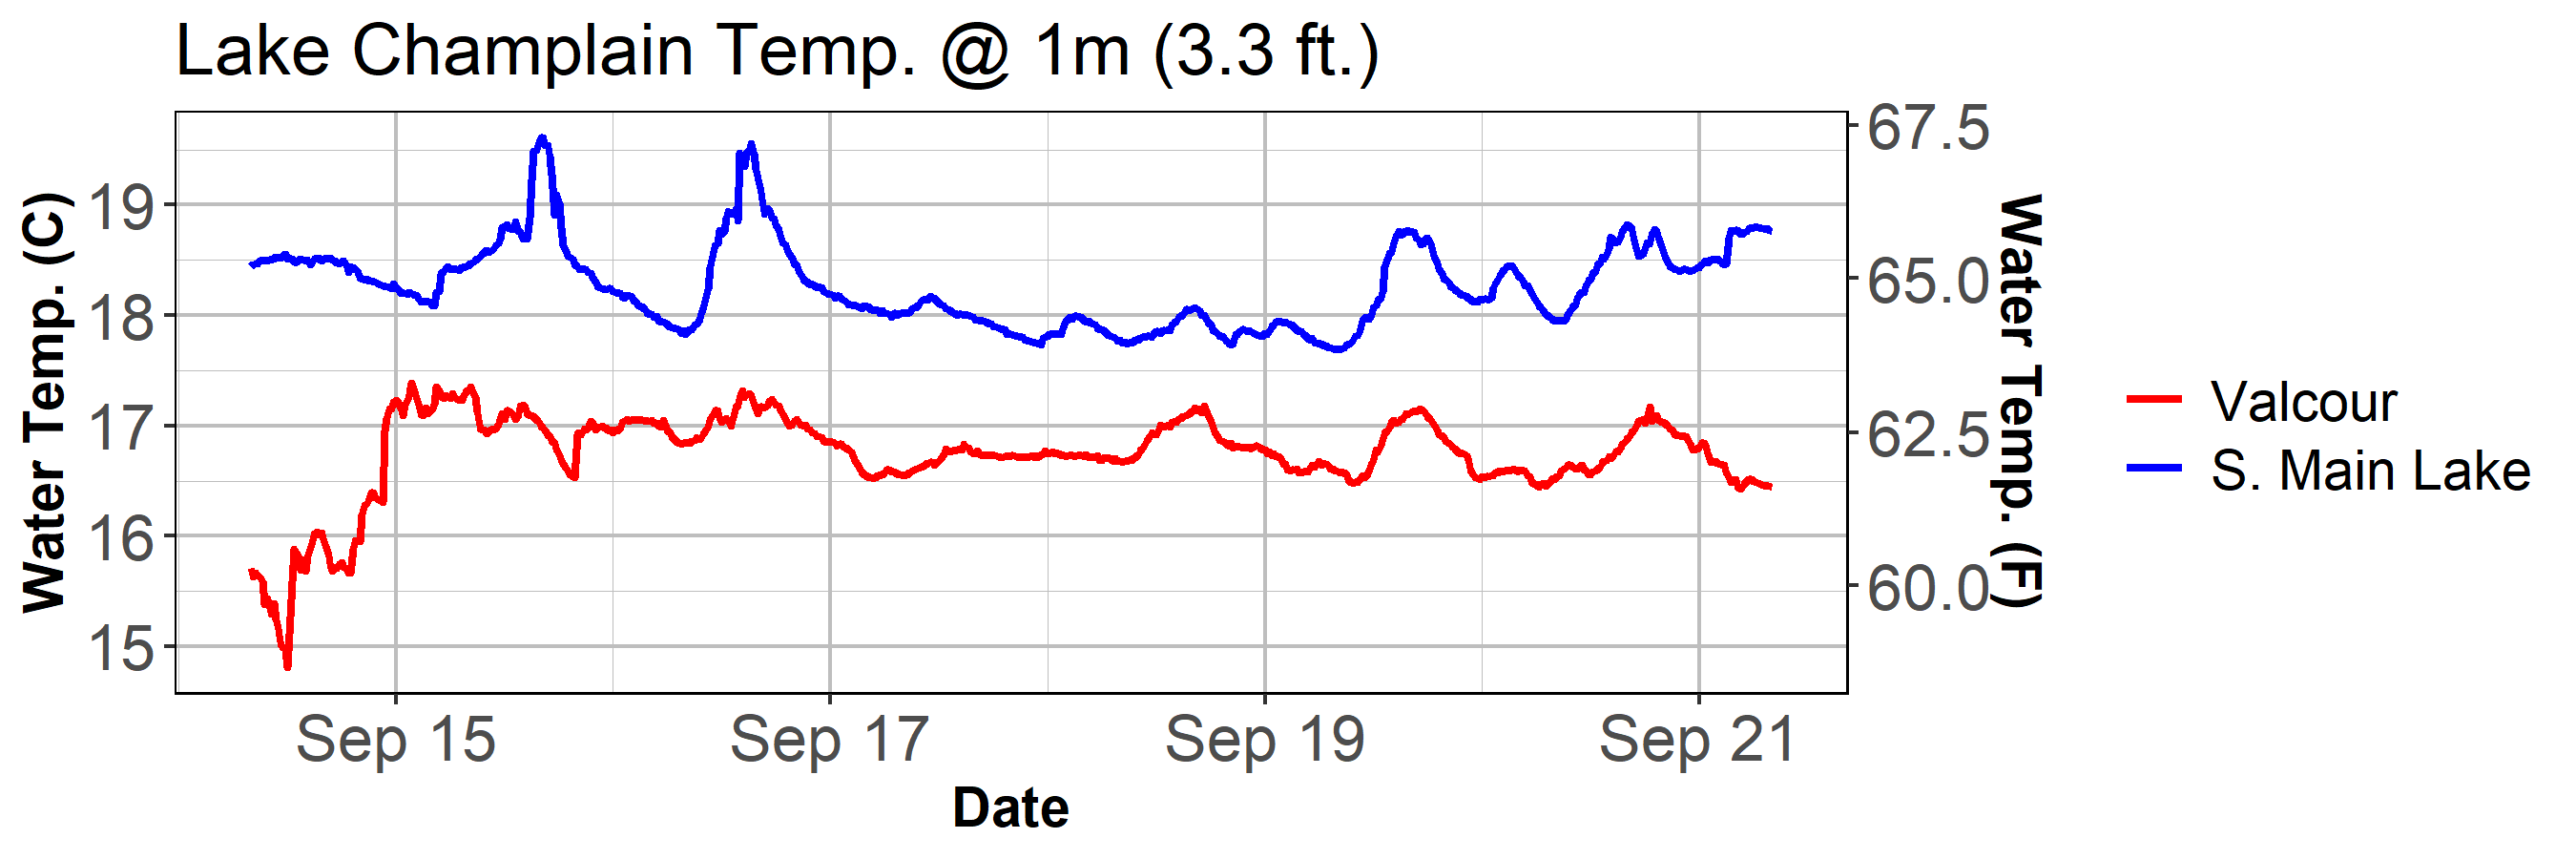 Lake Champlain Temp. @ 1m (3.3 ft.)
Water Temp. (C)
19
18
17
16
15
67.5
65.0
62.5
60.0
Water Temp. (F)
Sep 15
Sep 17
Sep 19
Sep 21
Date
Valcour
S. Main Lake